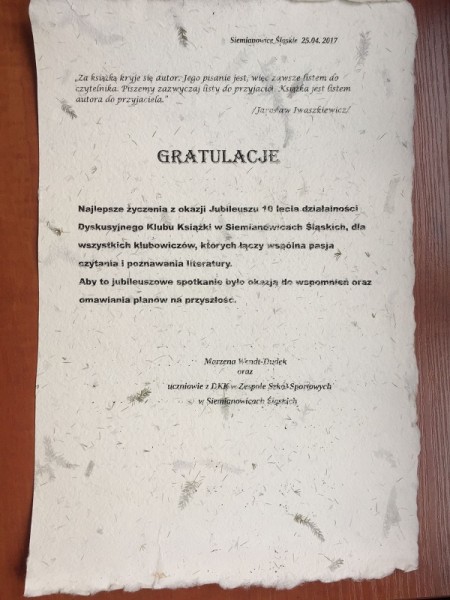 Siemianowice Śląskie 25.04. 2017
„Za książką kryje się autor. Jego pisanie jest, więc zawsze listem do
czytelnika. Piszemy zazwyczaj listy do przyjaciół. Książka jest listem
autora do przyjaciela.”
/Jarosław Iwaszkiewicz/
GRATULACJE
Najlepsze życzenia z okazji Jubileuszu 10 lecia działalności
Dyskusyjnego Klubu Książki w Siemianowicach Śląskich, dla
wszystkich klubowiczów, których łączy wspólna pasja
czytania i poznawania literatury.
Aby to jubileuszowe spotkanie było okazją do wspomnień oraz
omawiania planów na przyszłość.
Marzena Wendt-Dudek
oraz
uczniowie z DKK w Zespole Szkół Sportowych
w Siemianowicach Śląskich